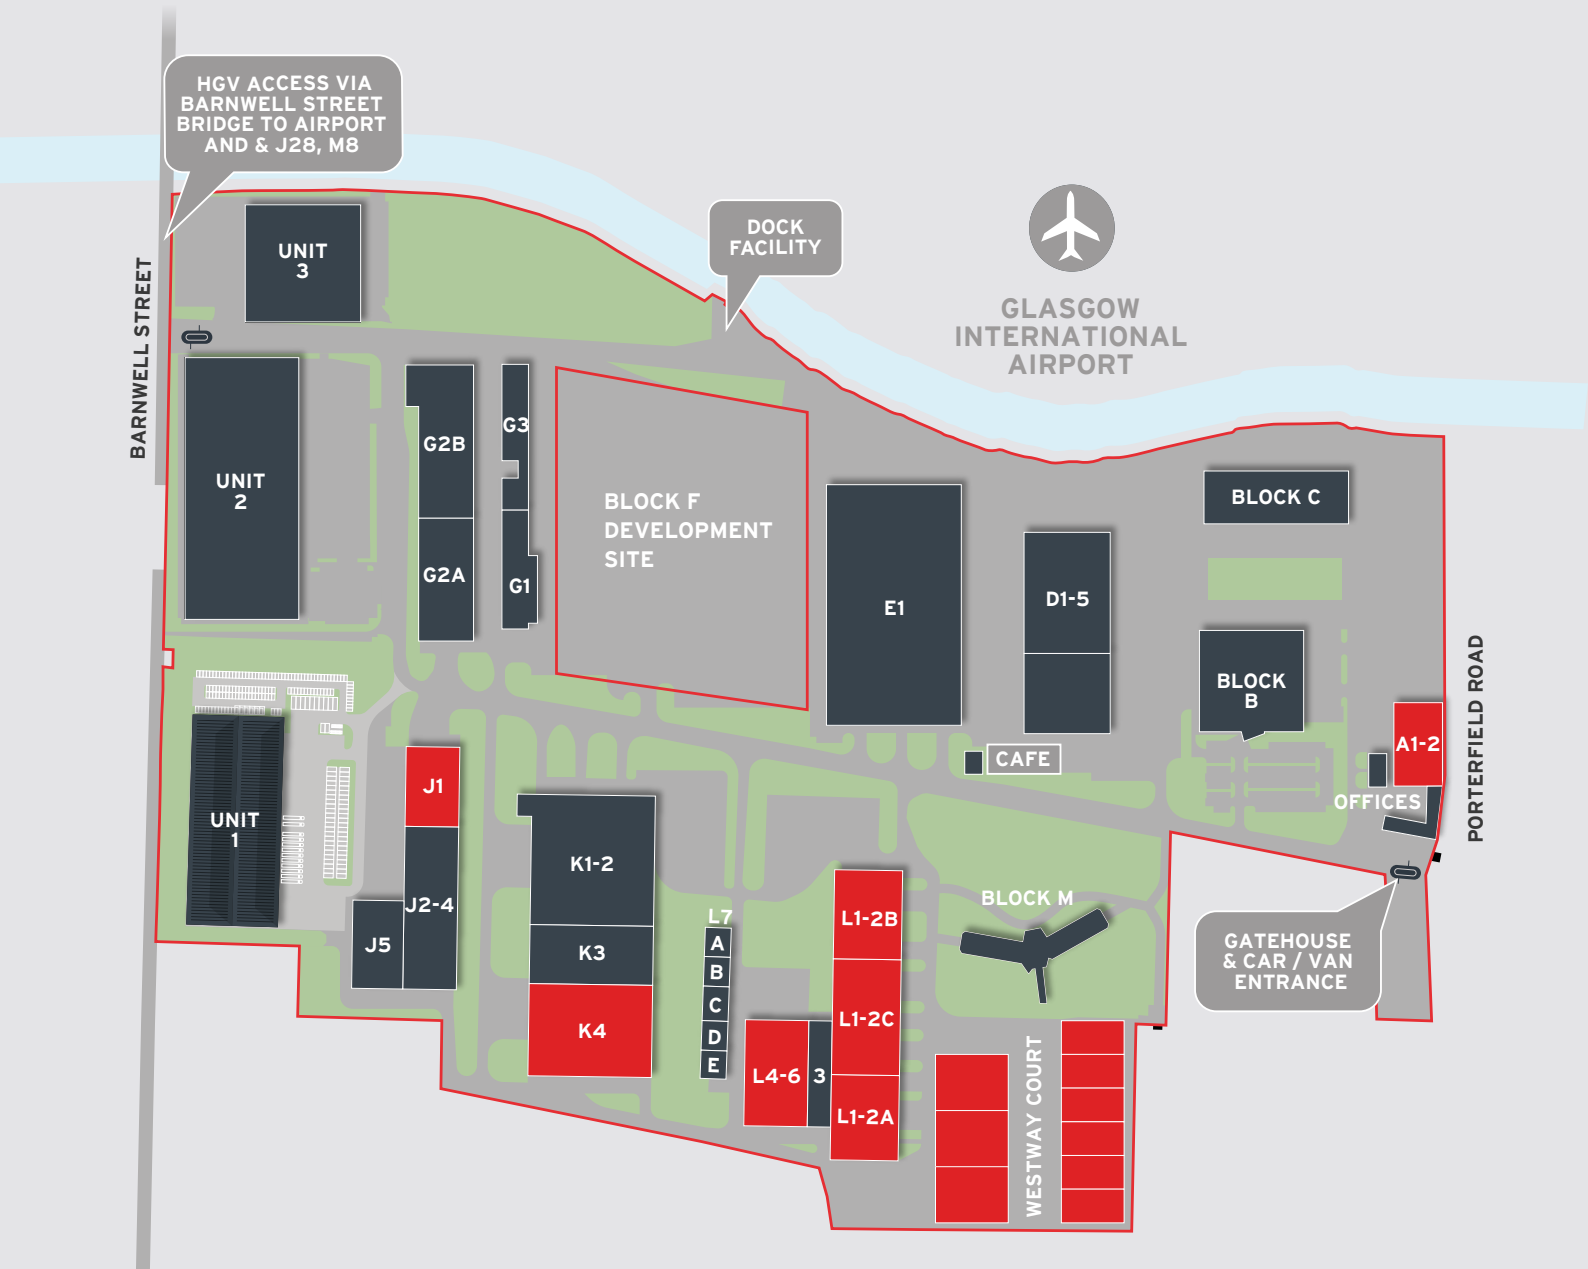 HGV ACCESS VIA
BARNWELL STREET
BRIDGE TO AIRPORT
AND & J28, M8
DOCK
FACILITY
GLASGOW
INTERNATIONAL
AIRPORT
BARNWELL STREET
UNIT
3
UNIT
2
G2B
G2A
G3
G1
BLOCK F
DEVELOPMENT
SITE
E1
D1-5
BLOCK C
BLOCK
B
CAFE
A1-2
OFFICES
PORTERFIELD ROAD
UNIT
1
J1
J2-4
J5
K1-2
K3
K4
L7
A
B
C
D
E
L4-6
3
L1-2B
L1-2C
L1-2A
BLOCK M
WESTWAY COURT
GATEHOUSE
& CAR / VAN
ENTRANCE